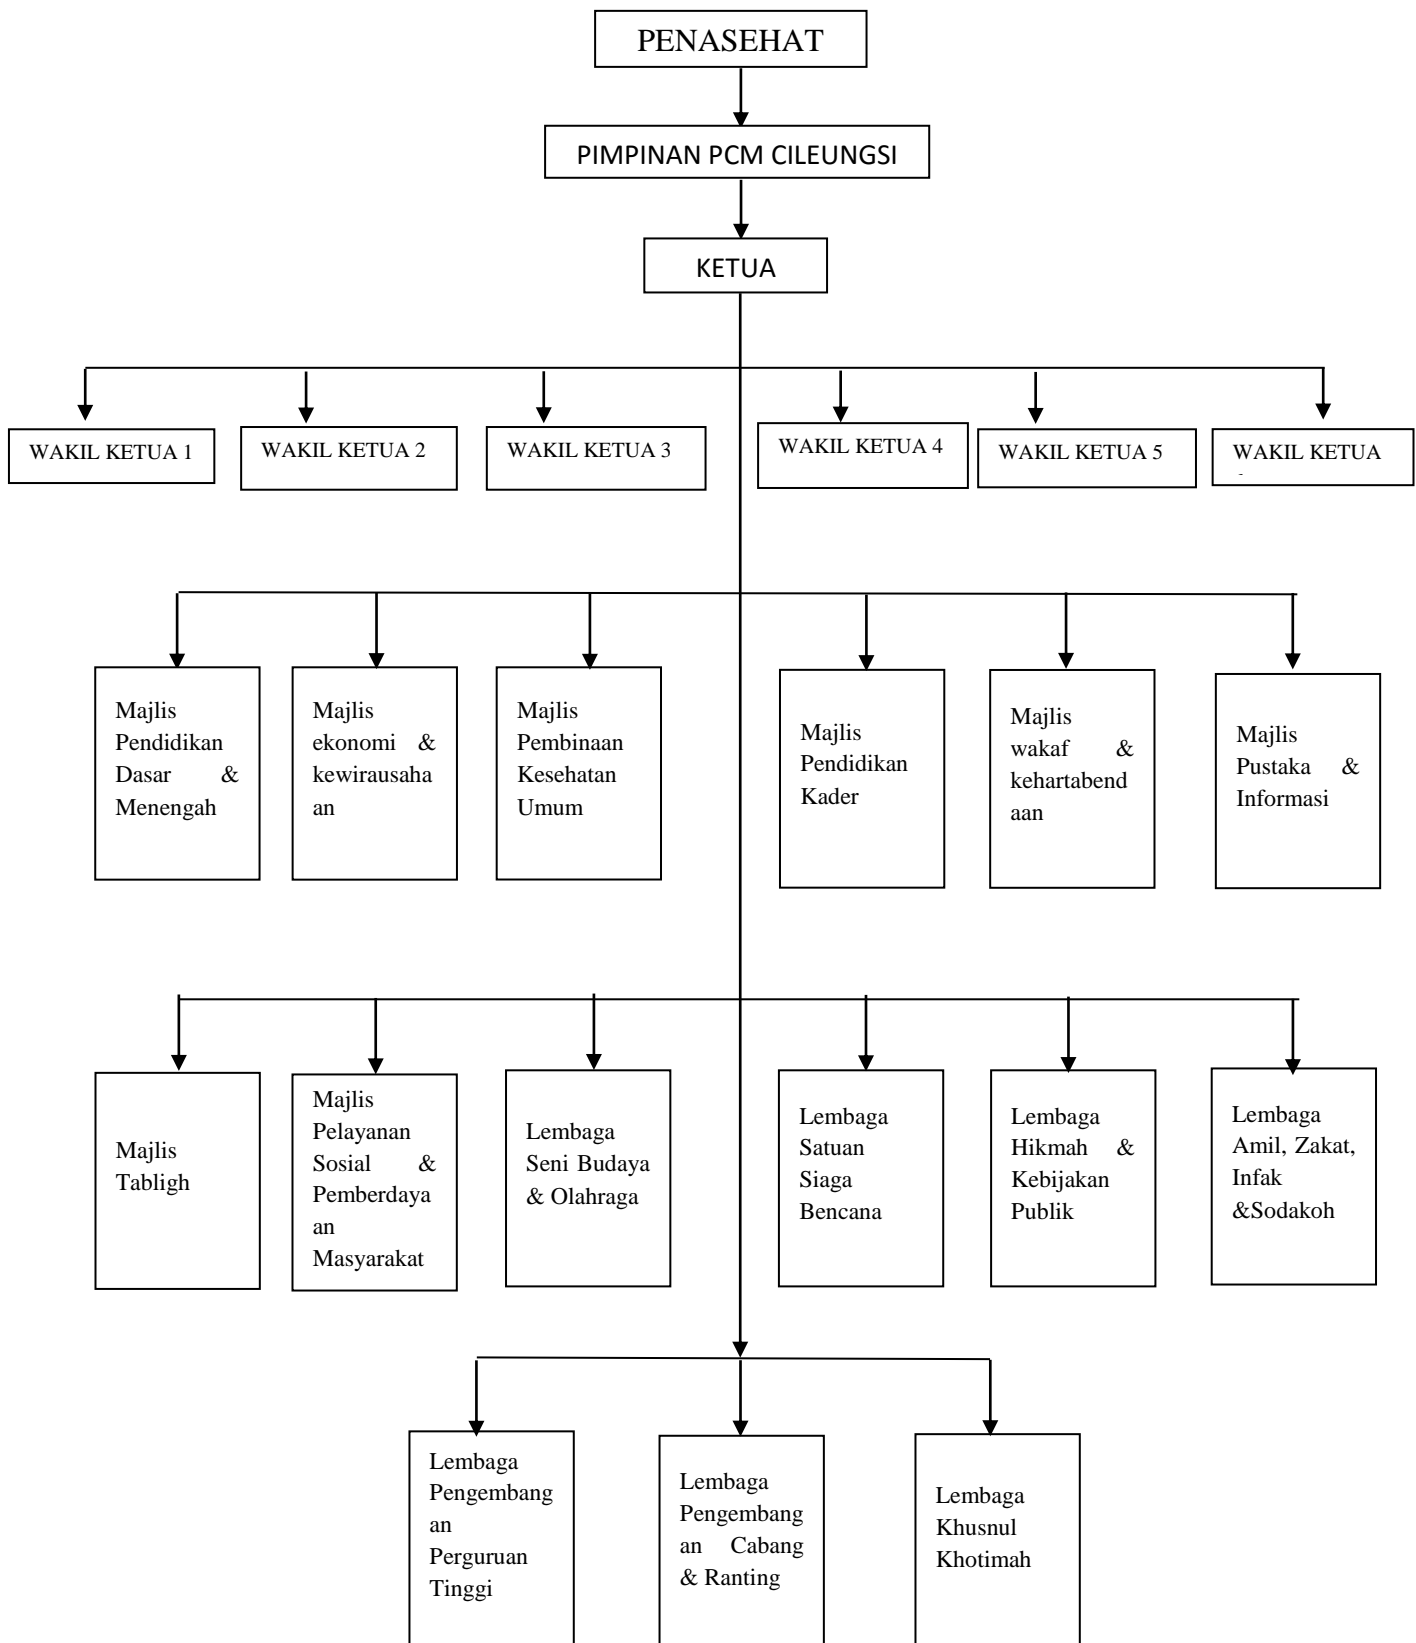 PENASEHAT
PIMPINAN PCM CILEUNGSI
KETUA
WAKIL KETUA 1
WAKIL KETUA 2
WAKIL KETUA 3
WAKIL KETUA 4
WAKIL KETUA 5
WAKIL KETUA
Majlis
Pendidikan
Dasar &
Menengah
Majlis
ekonomi &
kewirausaha
an
Majlis
Pembinaan
Kesehatan
Umum
Majlis
Pendidikan
Kader
Majlis
wakaf &
kehartabend
aan
Majlis
Pustaka &
Informasi
Majlis
Tabligh
Majlis
Pelayanan
Sosial &
Pemberdaya
an
Masyarakat
Lembaga
Seni Budaya
& Olahraga
Lembaga
Satuan
Siaga
Bencana
Lembaga
Hikmah &
Kebijakan
Publik
Lembaga
Amil, Zakat,
Infak
&Sodakoh
Lembaga
Pengembang
an
Perguruan
Tinggi
Lembaga
Pengembang
an Cabang
& Ranting
Lembaga
Khusnul
Khotimah